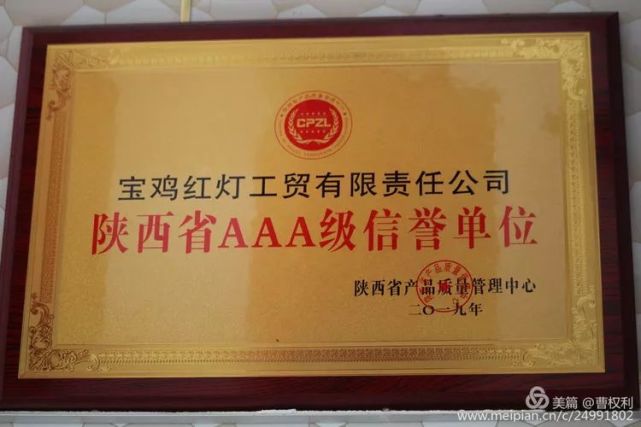 CPZL
宝鸡红灯工贸有限责任公司
陕西省AAA级信誉单位
陕西省产品质量管理中心
二〇一九年
美篇 @曹权利
www.meipian.cn/c/24991802